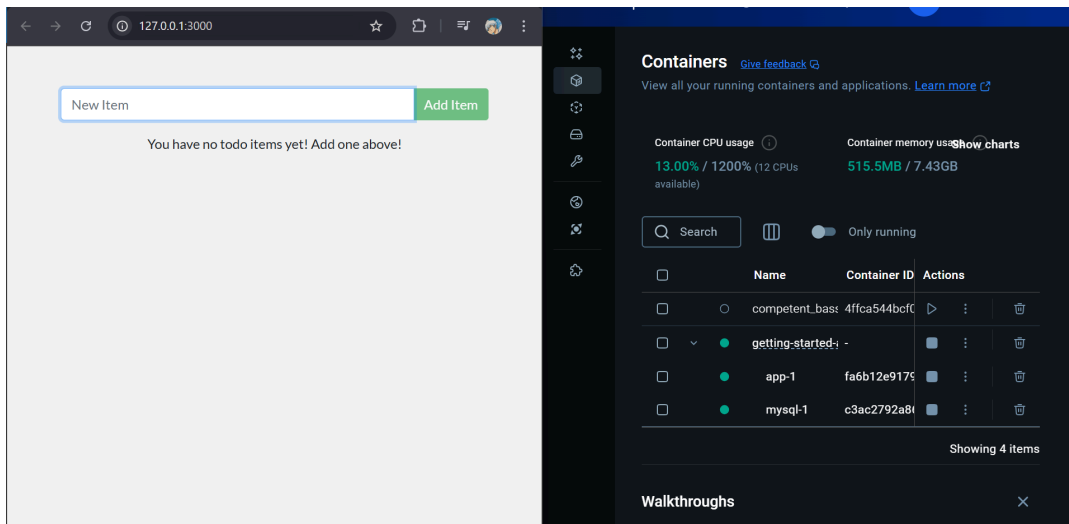 127.0.0.1:3000
New Item
Add Item
You have no todo items yet! Add one above!
Containers
Give feedback
View all your running containers and applications. Learn more
Container CPU usage
13.00% / 1200% (12 CPUs
available)
Container memory usage
515.5MB / 7.43GB
Show charts
Search
Only running
Name
Container ID
Actions
competent_bass
4ffca544bcf0
getting-started-a
-
app-1
fa6b12e9179
mysql-1
c3ac2792a86
Showing 4 items
Walkthroughs